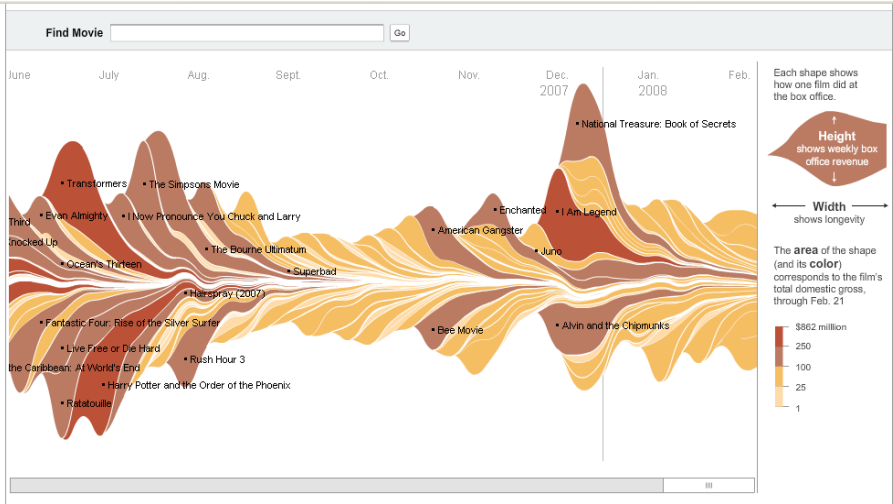 Find Movie
Go
June July Aug. Sept. Oct. Nov. Dec. Jan. Feb.
2007 2008
National Treasure: Book of Secrets
Transformers
The Simpsons Movie
Third
Evan Almighty
I Now Pronounce You Chuck and Larry
Enchanted
I Am Legend
American Gangster
Knocked Up
The Bourne Ultimatum
Juno
Ocean's Thirteen
Superbad
Hairspray (2007)
Fantastic Four: Rise of the Silver Surfer
Bee Movie
Alvin and the Chipmunks
Live Free or Die Hard
Rush Hour 3
the Caribbean: At World's End
Harry Potter and the Order of the Phoenix
Ratatouille
Each shape shows
how one film did at
the box office.
Height
shows weekly box
office revenue
Width
shows longevity
The area of the shape
(and its color)
corresponds to the film's
total domestic gross,
through Feb. 21
$862 million
250
100
25
1